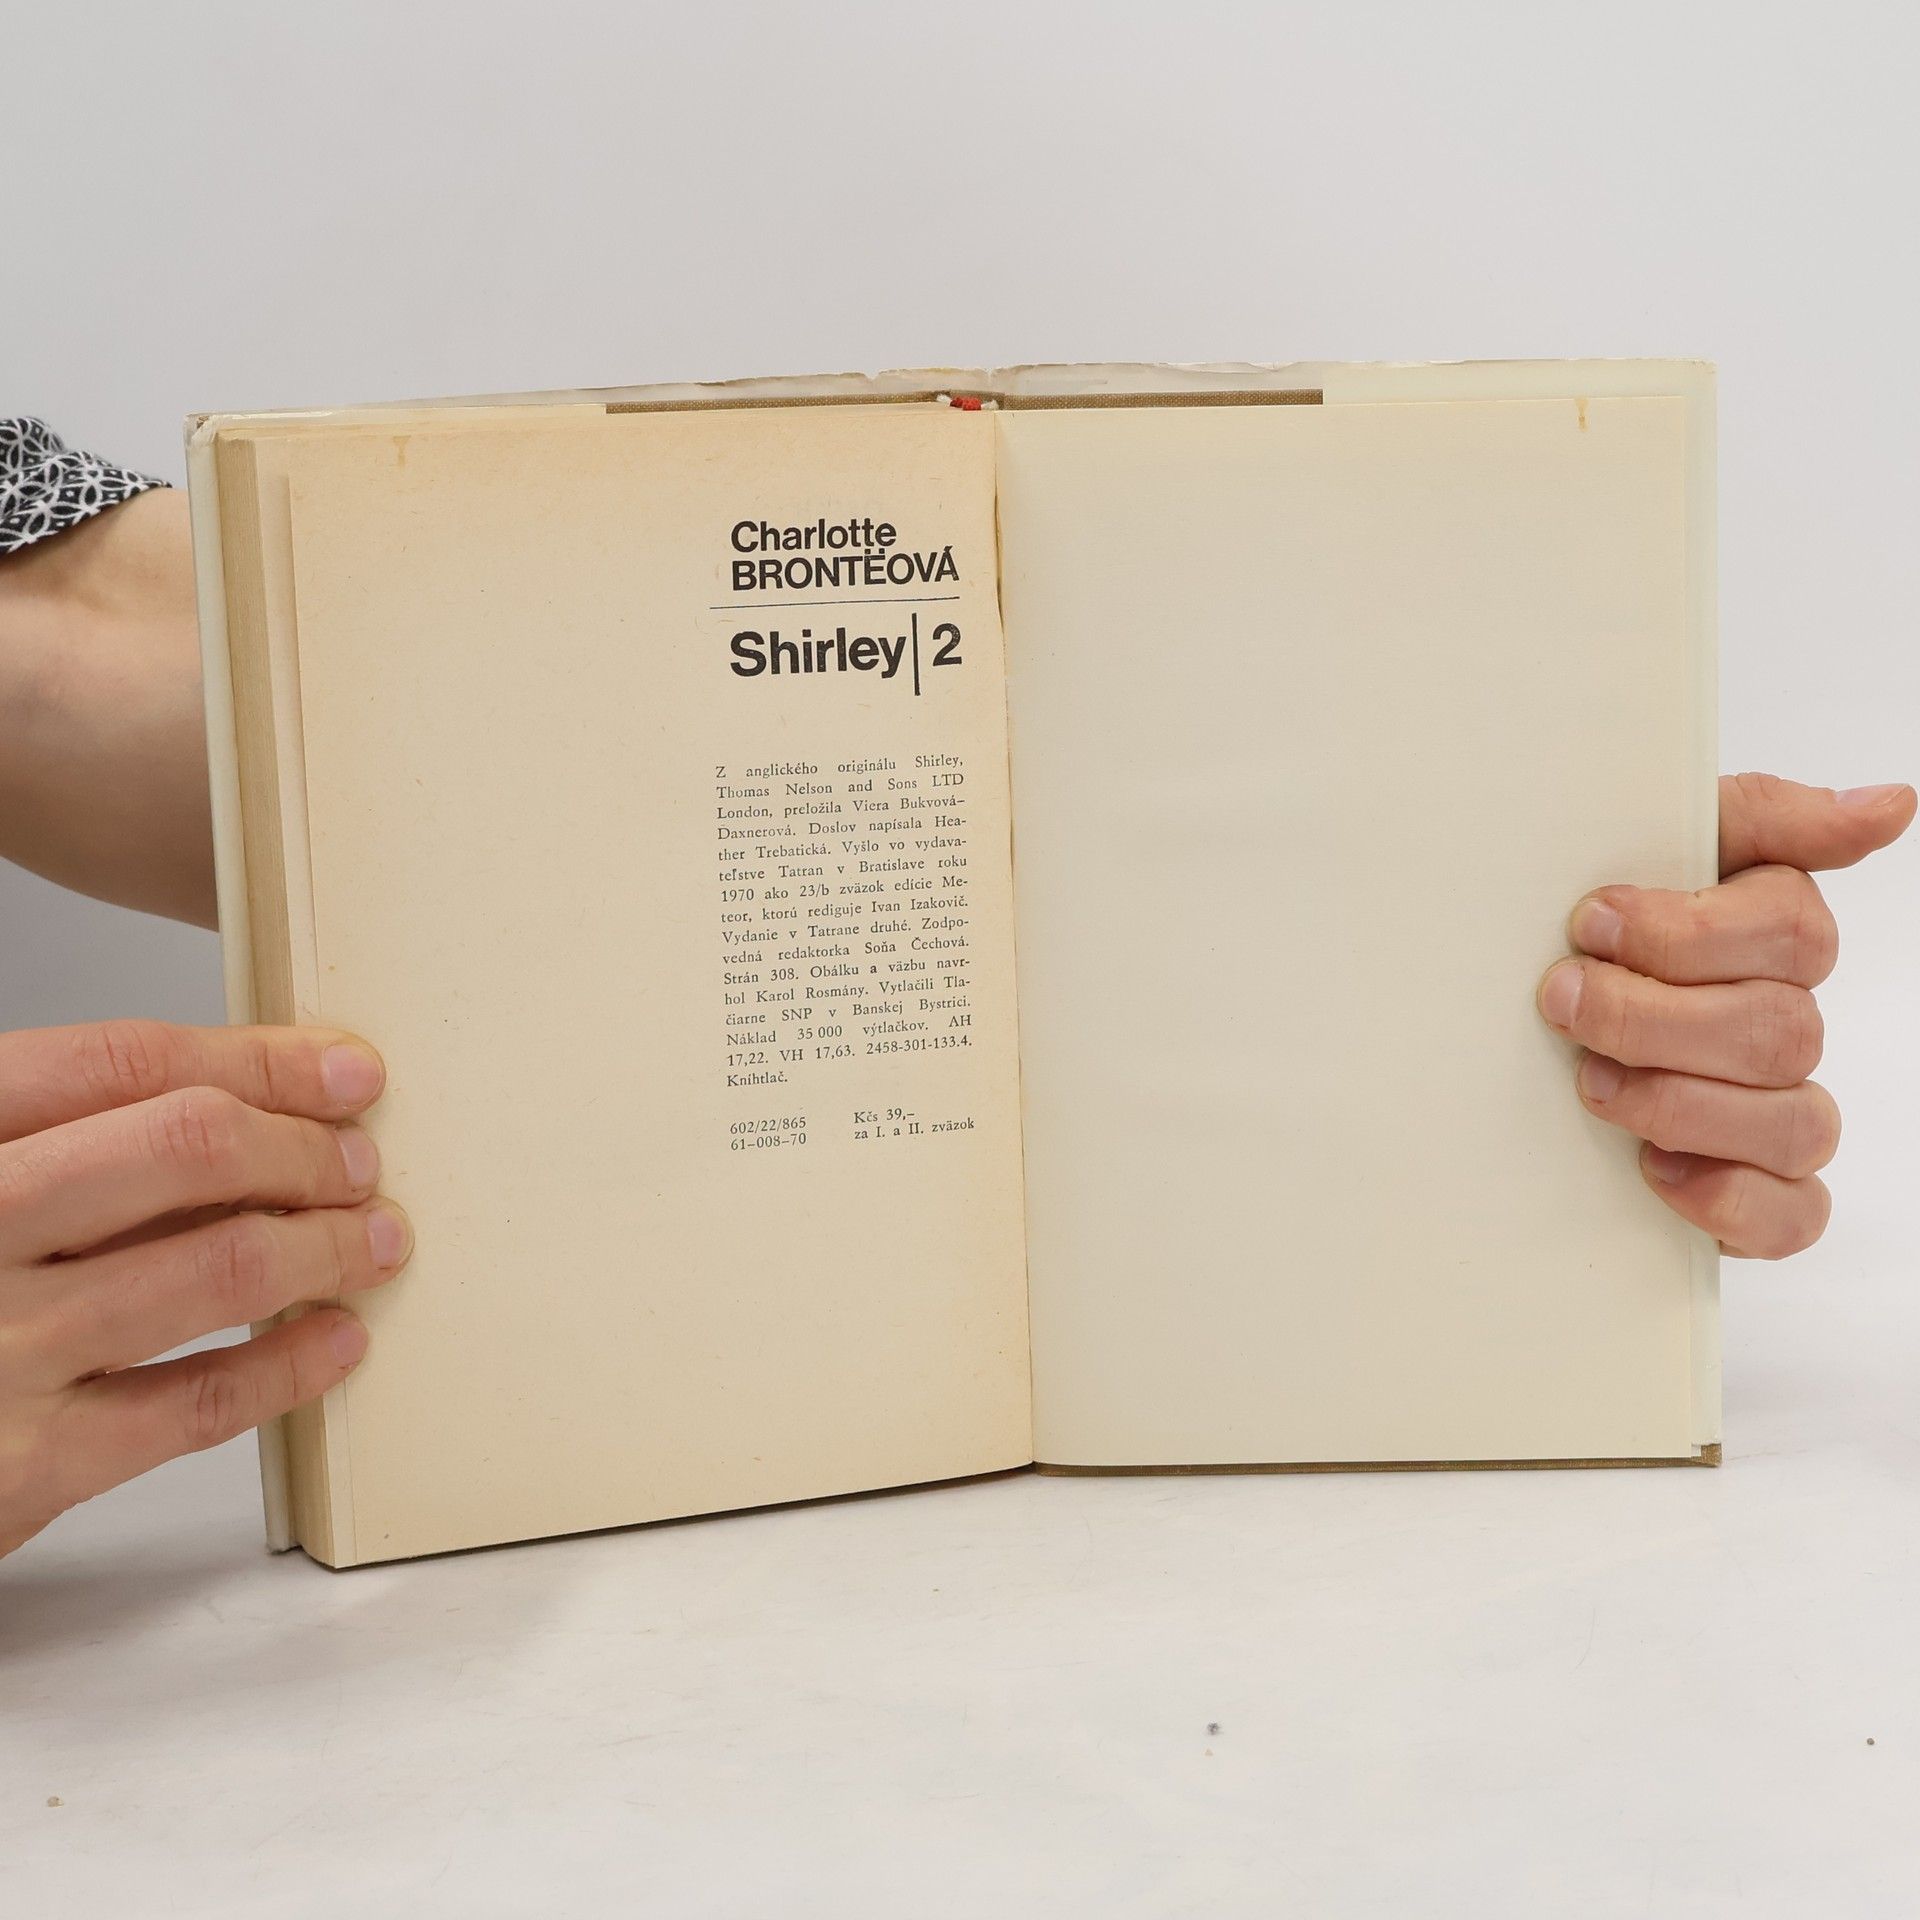 Charlotte
BRONTËOVÁ
Shirley|2
Z anglického originálu Shirley,
Thomas Nelson and Sons LTD
London, preložila Viera Bukvová–
Daxnerová. Doslov napísala Hea-
ther Trebatická. Vyšlo vo vydava-
teľstve Tatran v Bratislave roku
1970 ako 23/b zväzok edície Me-
teor, ktorú rediguje Ivan Izakovič.
Vydanie v Tatrane druhé. Zodpo-
vedná redaktorka Soňa Čechová.
Strán 308. Obálku a väzbu navr-
hol Karol Rosmány. Vytlačili Tla-
čiarne SNP v Banskej Bystrici.
Náklad 35 000 výtlačkov. AH
17,22. VH 17,63. 2458-301-133.4.
Kníhtlač.
602/22/865 Kčs 39,–
61–008–70 za I. a II. zväzok